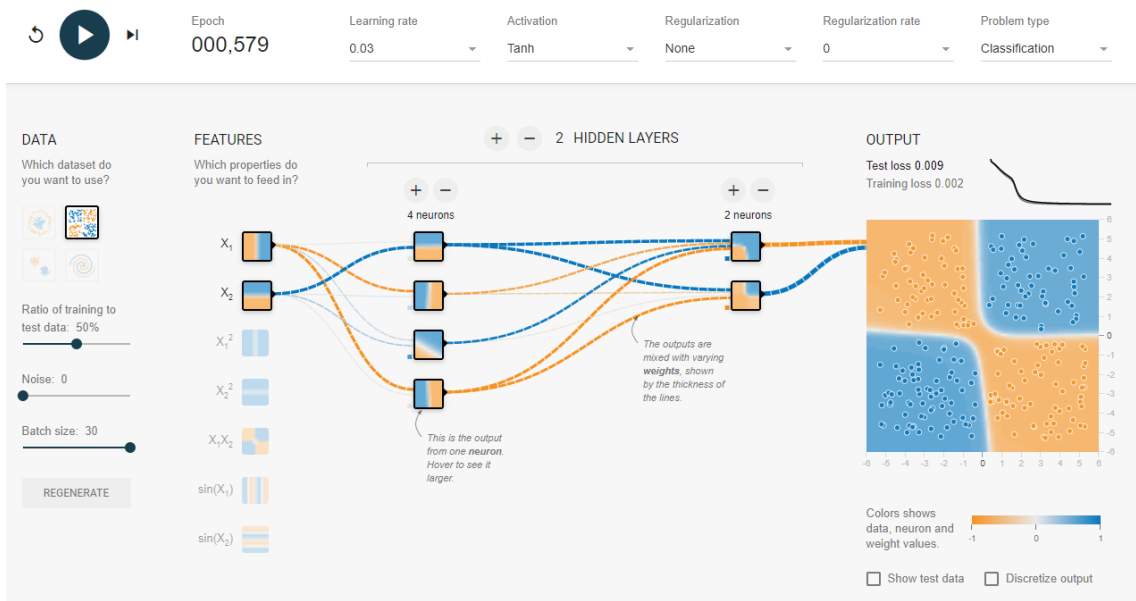 Epoch
000,579
Learning rate
0.03
Activation
Tanh
Regularization
None
Regularization rate
0
Problem type
Classification
DATA
Which dataset do
you want to use?
Ratio of training to
test data: 50%
Noise: 0
Batch size: 30
REGENERATE
FEATURES
Which properties do
you want to feed in?
X1
X2
X1²
X2²
X1X2
sin(X1)
sin(X2)
+ − 2 HIDDEN LAYERS
+ −
4 neurons
+ −
2 neurons
The outputs are
mixed with varying
weights, shown
by the thickness of
the lines.
This is the output
from one neuron.
Hover to see it
larger.
OUTPUT
Test loss 0.009
Training loss 0.002
6
5
4
3
2
1
0
-1
-2
-3
-4
-5
-6
-6 -5 -4 -3 -2 -1 0 1 2 3 4 5 6
Colors shows
data, neuron and
weight values.
-1 0 1
Show test data
Discretize output